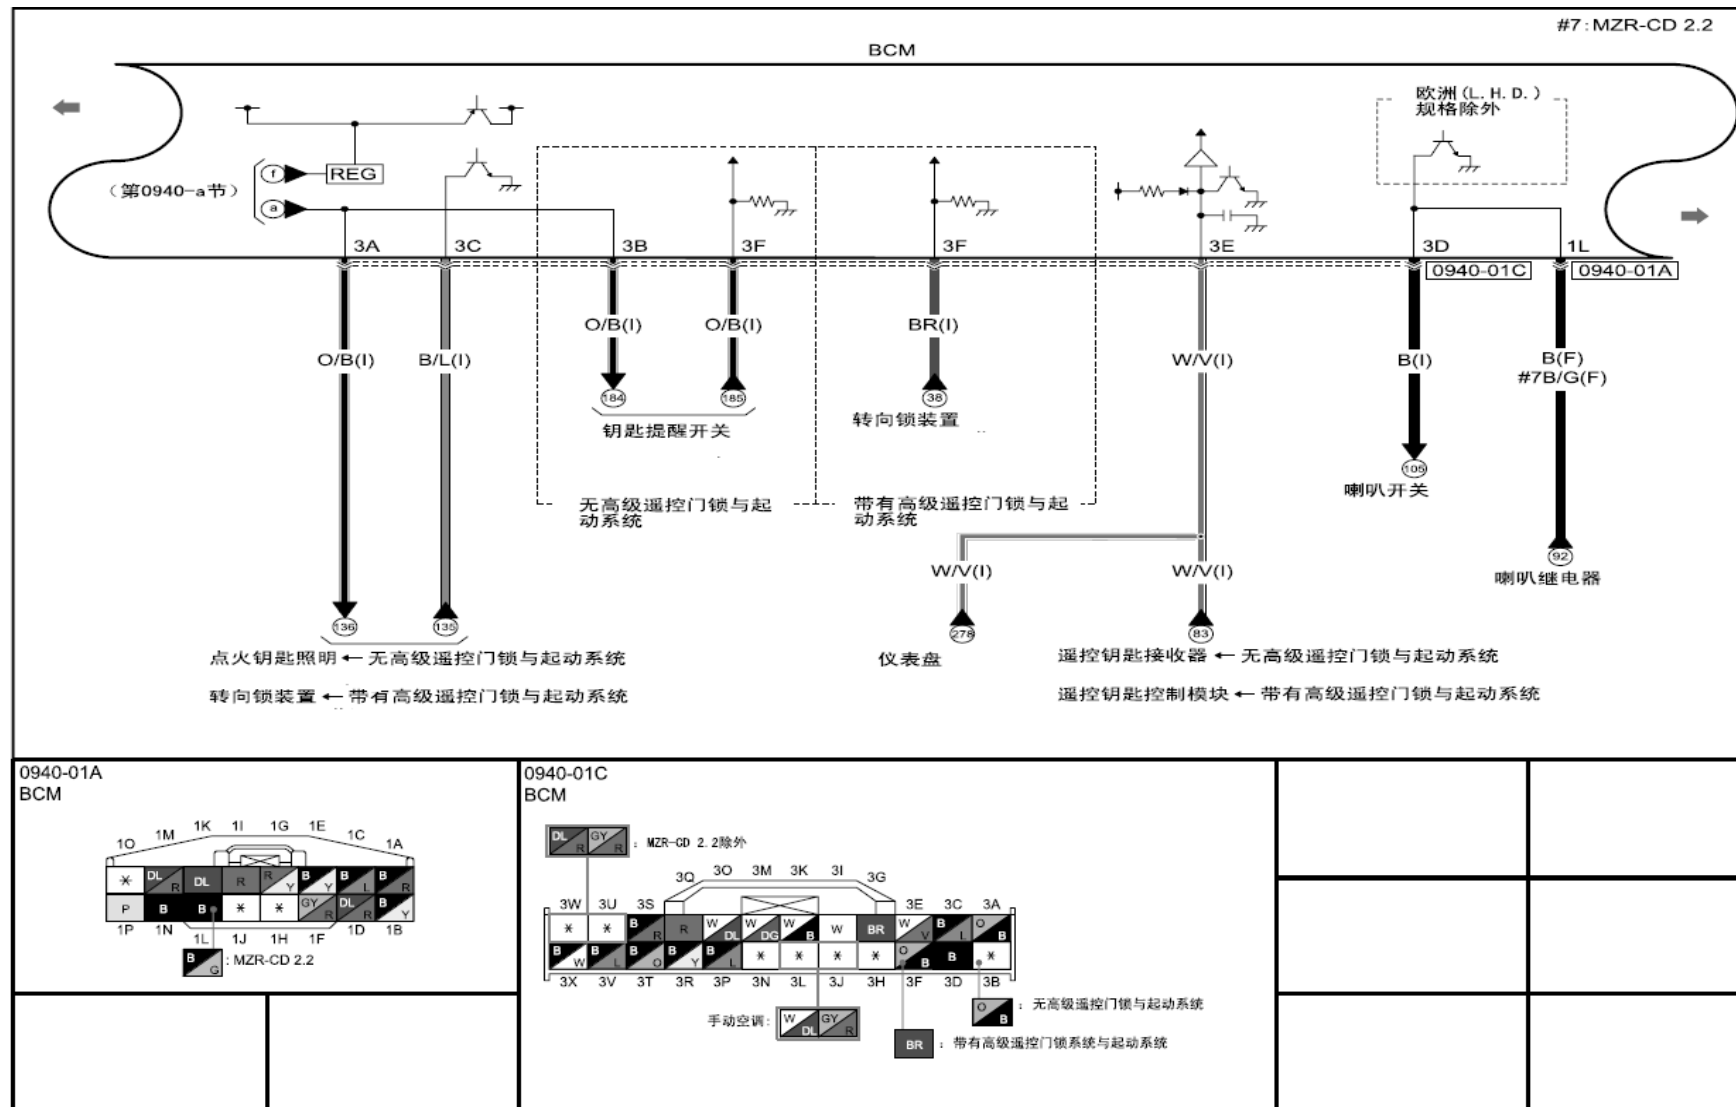 #7:MZR-CD 2.2
BCM
欧洲(L.H.D.)
规格除外
f
REG
(第0940-a节)
a
3A
3C
3B
3F
3F
3E
3D
1L
0940-01C
0940-01A
O/B(I)
O/B(I)
BR(I)
O/B(I)
B/L(I)
W/V(I)
B(I)
B(F)
#7B/G(F)
184
185
38
钥匙提醒开关
转向锁装置
105
喇叭开关
无高级遥控门锁与起
动系统
带有高级遥控门锁与起
动系统
92
喇叭继电器
W/V(I)
W/V(I)
136
135
278
83
点火钥匙照明←无高级遥控门锁与起动系统
仪表盘
遥控钥匙接收器←无高级遥控门锁与起动系统
转向锁装置←带有高级遥控门锁与起动系统
遥控钥匙控制模块←带有高级遥控门锁与起动系统
0940-01A
BCM
1O 1M 1K 1I 1G 1E 1C 1A
* DL/R DL R R/Y B/Y B/L B/R
P B B * * GY/R DL/R B/Y
1P 1N 1L 1J 1H 1F 1D 1B
B/G : MZR-CD 2.2
0940-01C
BCM
DL/R GY/R : MZR-CD 2.2除外
3W 3U 3S 3Q 3O 3M 3K 3I 3G 3E 3C 3A
* * B/R R W/DL W/DG W/B W BR W/V B/L O/B
B/W B/L B/O B/Y B/L * * * * O/B B *
3X 3V 3T 3R 3P 3N 3L 3J 3H 3F 3D 3B
O/B : 无高级遥控门锁与起动系统
手动空调: W/DL GY/R
BR : 带有高级遥控门锁系统与起动系统